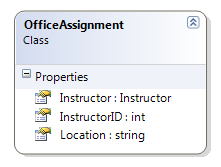 OfficeAssignment
Class
Properties
Instructor : Instructor
InstructorID : int
Location : string